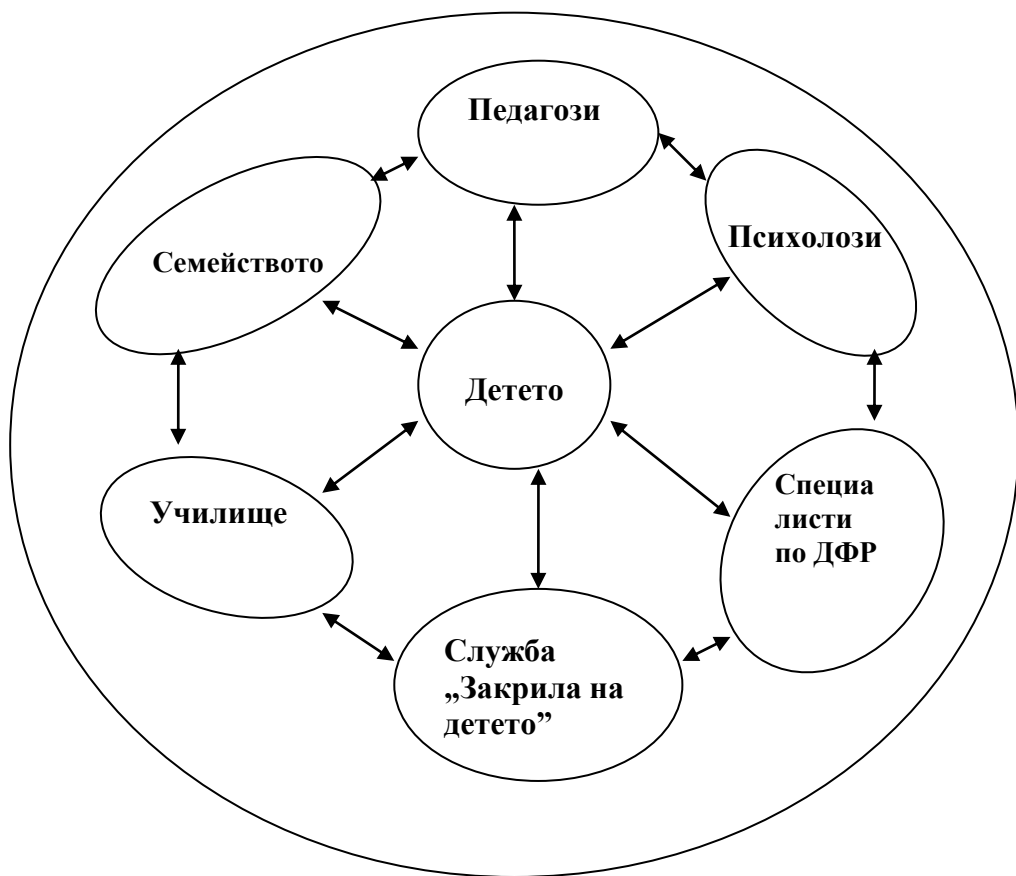 Педагози
Психолози
Семейството
Детето
Специа
листи
по ДФР
Училище
Служба
„Закрила на
детето”